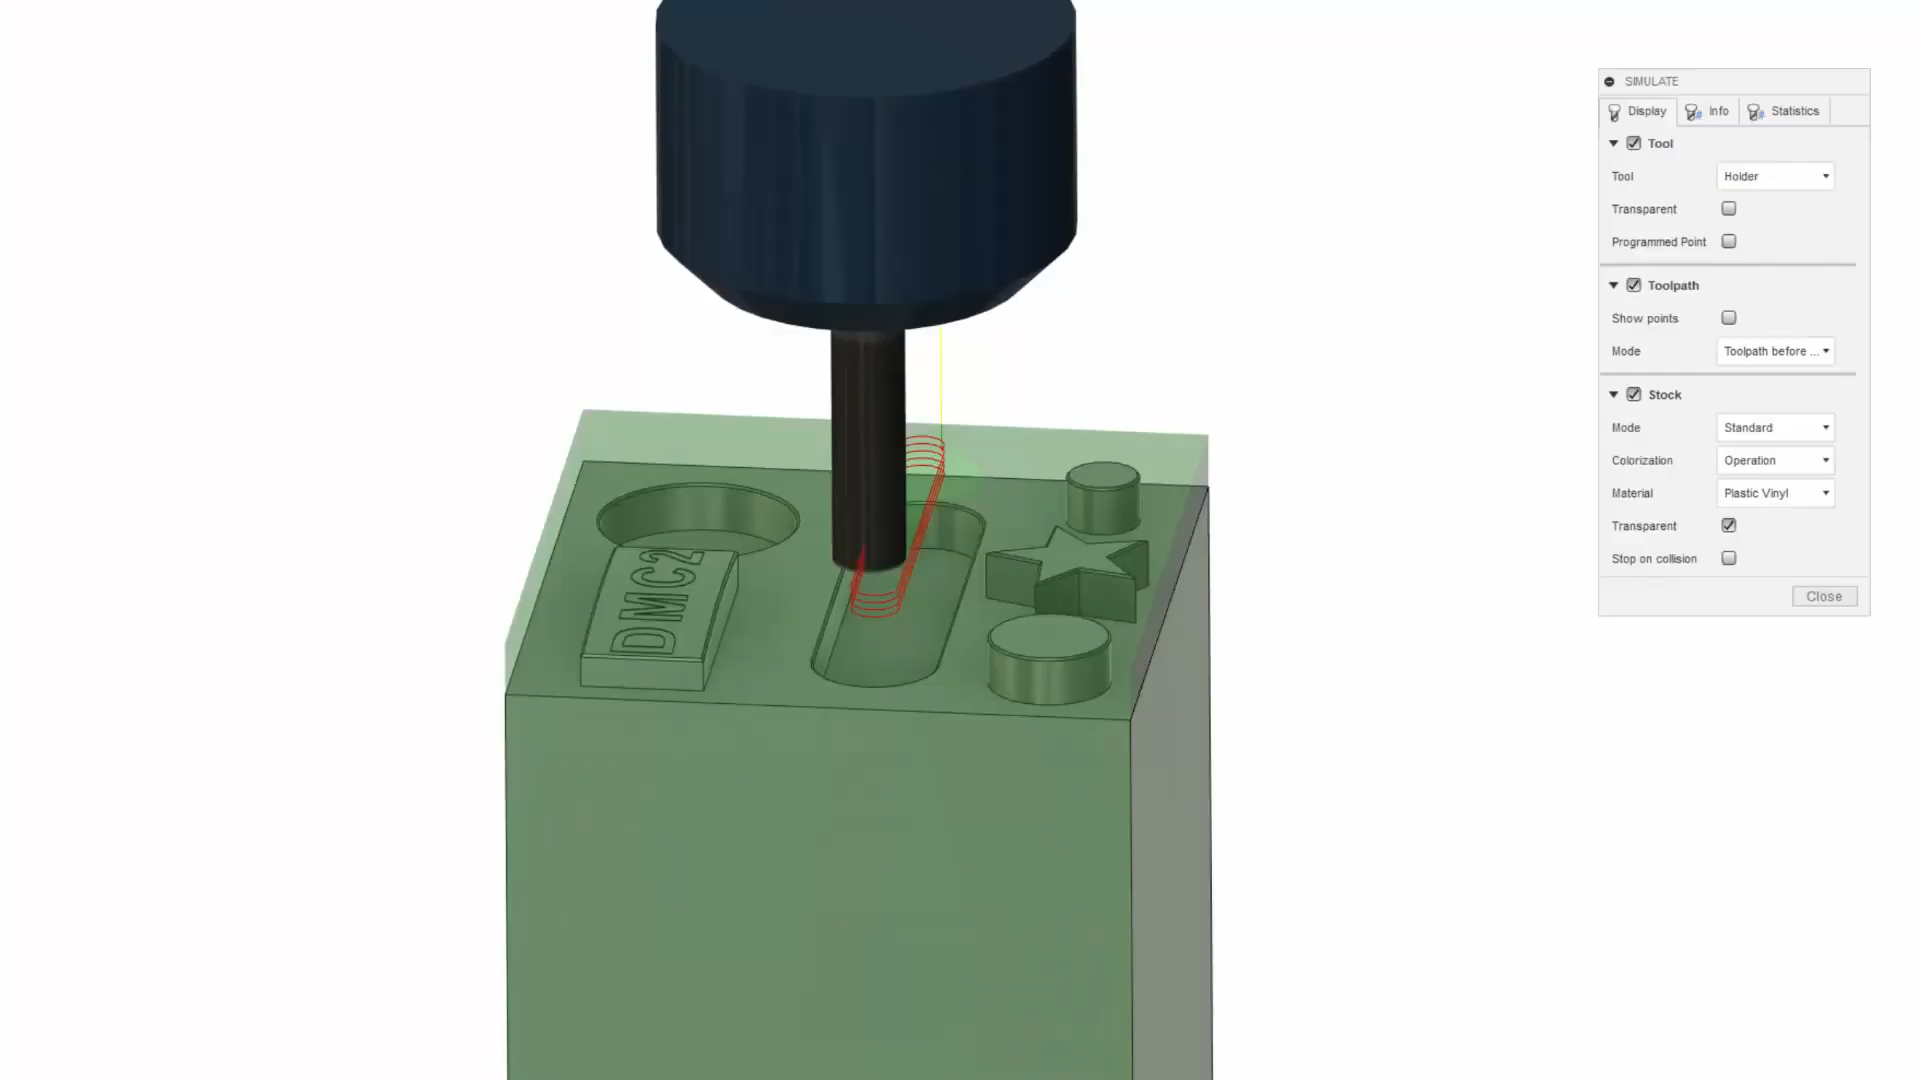 SIMULATE
Display Info Statistics
Tool
Tool Holder
Transparent
Programmed Point
Toolpath
Show points
Mode Toolpath before ...
Stock
Mode Standard
Colorization Operation
Material Plastic Vinyl
Transparent
Stop on collision
Close
DMC2